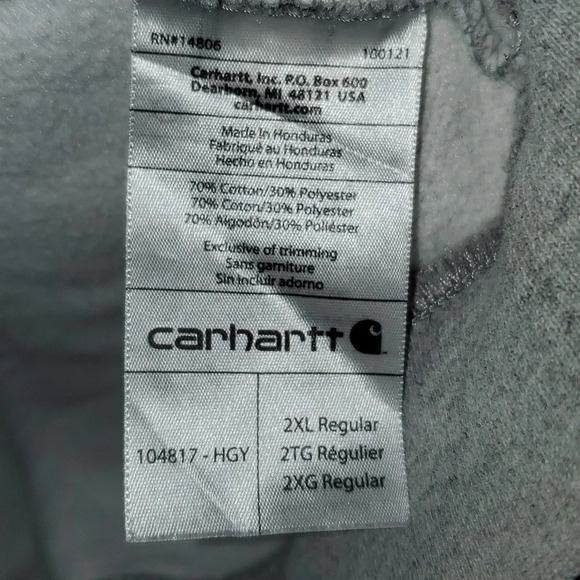 RN#14806 100121
Carhartt, Inc. P.O. Box 600
Dearborn, MI 48121 USA
carhartt.com
Made in Honduras
Fabriqué au Honduras
Hecho en Honduras
70% Cotton/30% Polyester
70% Coton/30% Polyester
70% Algodón/30% Poliéster
Exclusive of trimming
Sans garniture
Sin incluir adorno
carhartt
104817 - HGY
2XL Regular
2TG Régulier
2XG Regular